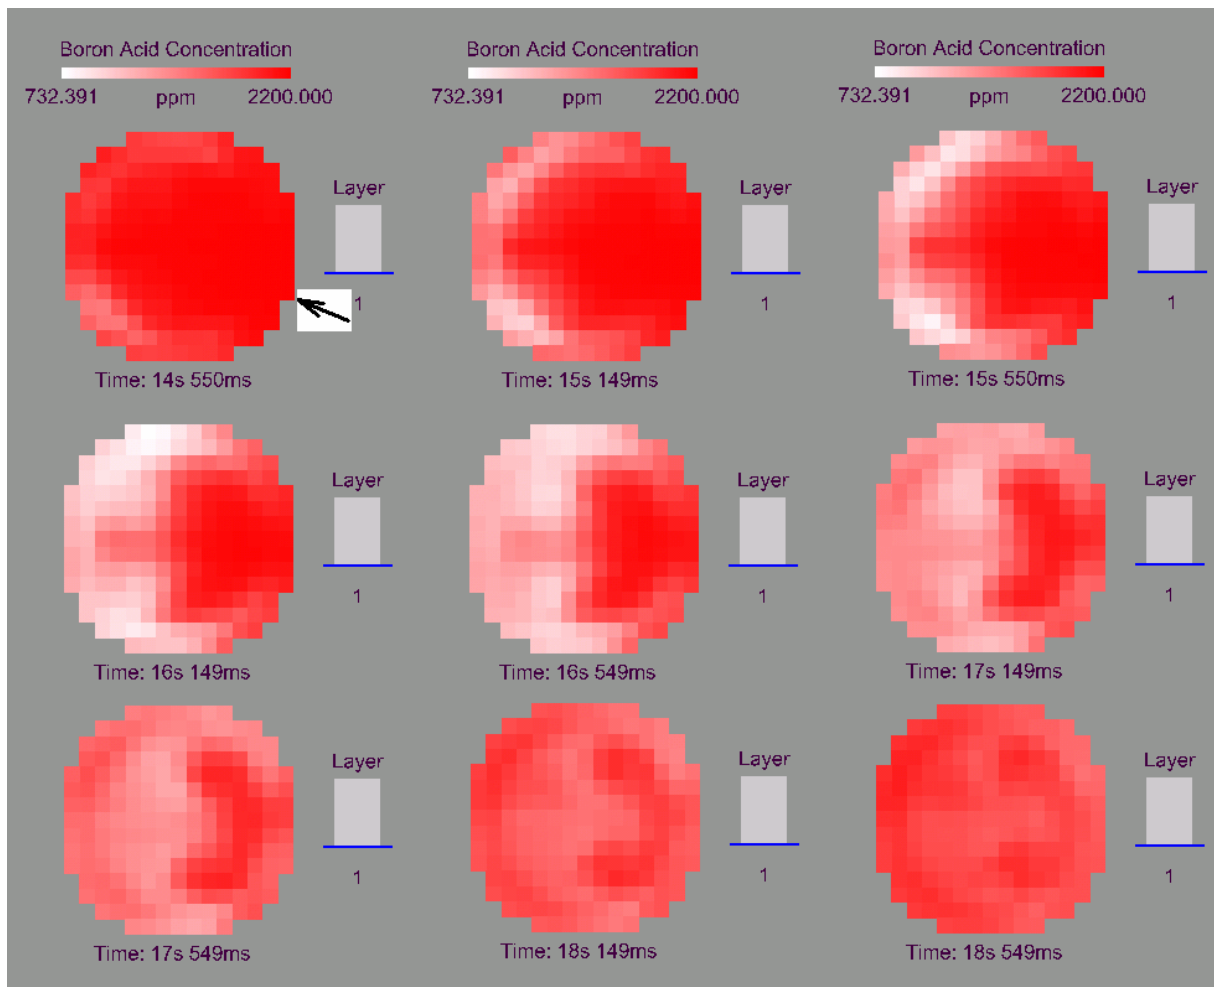 Boron Acid Concentration
732.391 ppm 2200.000
Layer
1
Time: 14s 550ms
Boron Acid Concentration
732.391 ppm 2200.000
Layer
1
Time: 15s 149ms
Boron Acid Concentration
732.391 ppm 2200.000
Layer
1
Time: 15s 550ms
Layer
1
Time: 16s 149ms
Layer
1
Time: 16s 549ms
Layer
1
Time: 17s 149ms
Layer
1
Time: 17s 549ms
Layer
1
Time: 18s 149ms
Layer
1
Time: 18s 549ms